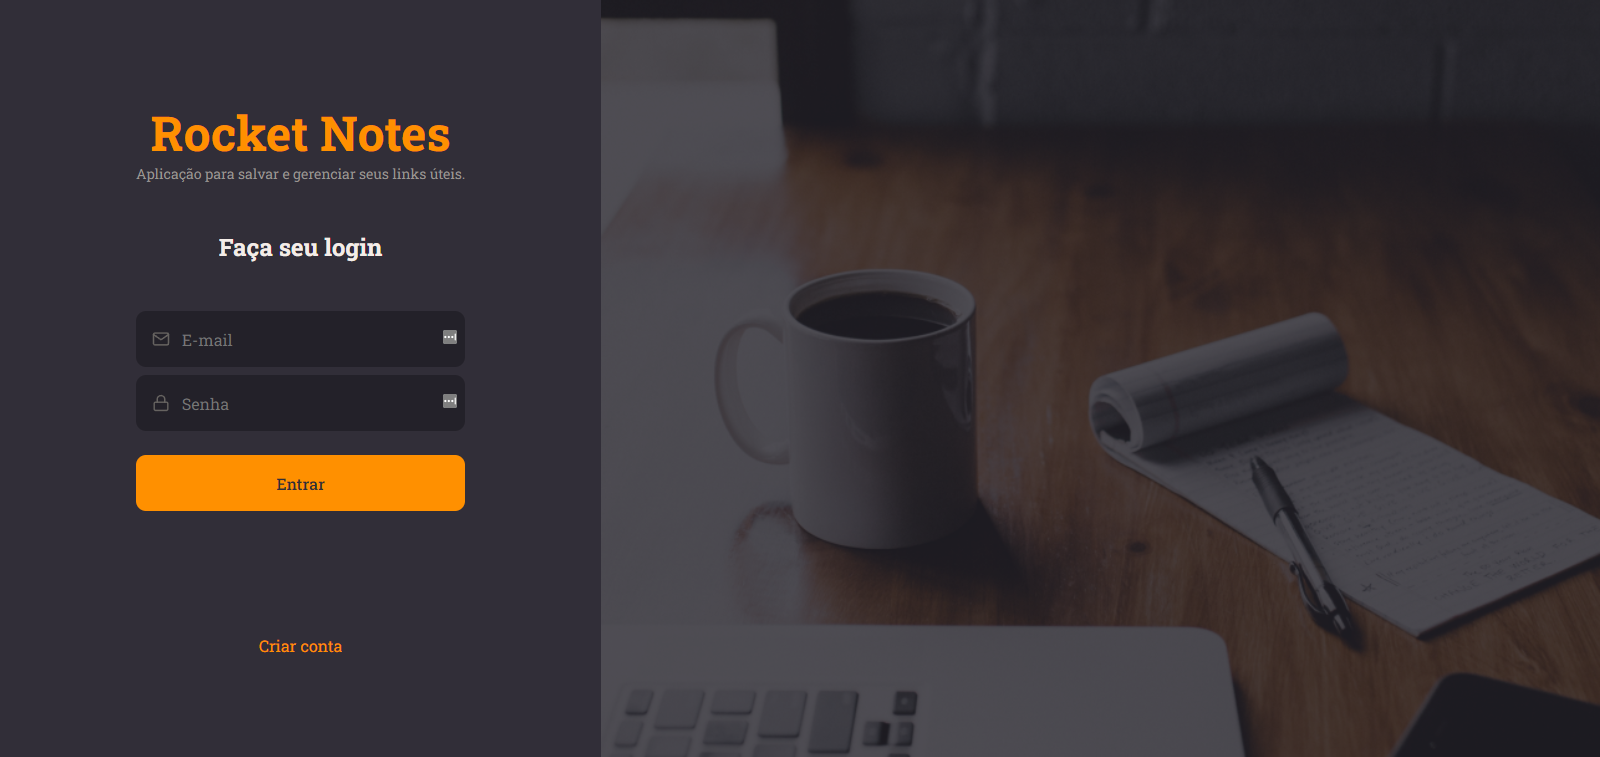 Rocket Notes
Aplicação para salvar e gerenciar seus links úteis.
Faça seu login
E-mail
Senha
Entrar
Criar conta